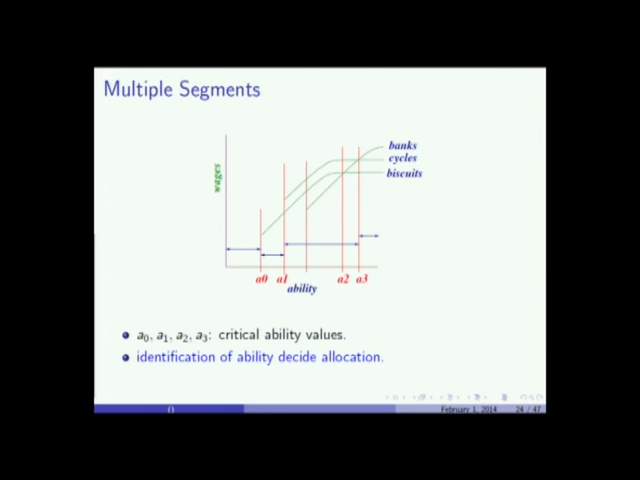 Multiple Segments
banks
cycles
biscuits
wages
a0 a1 a2 a3
ability
a0, a1, a2, a3: critical ability values.
identification of ability decide allocation.
() February 1, 2014 24 / 47